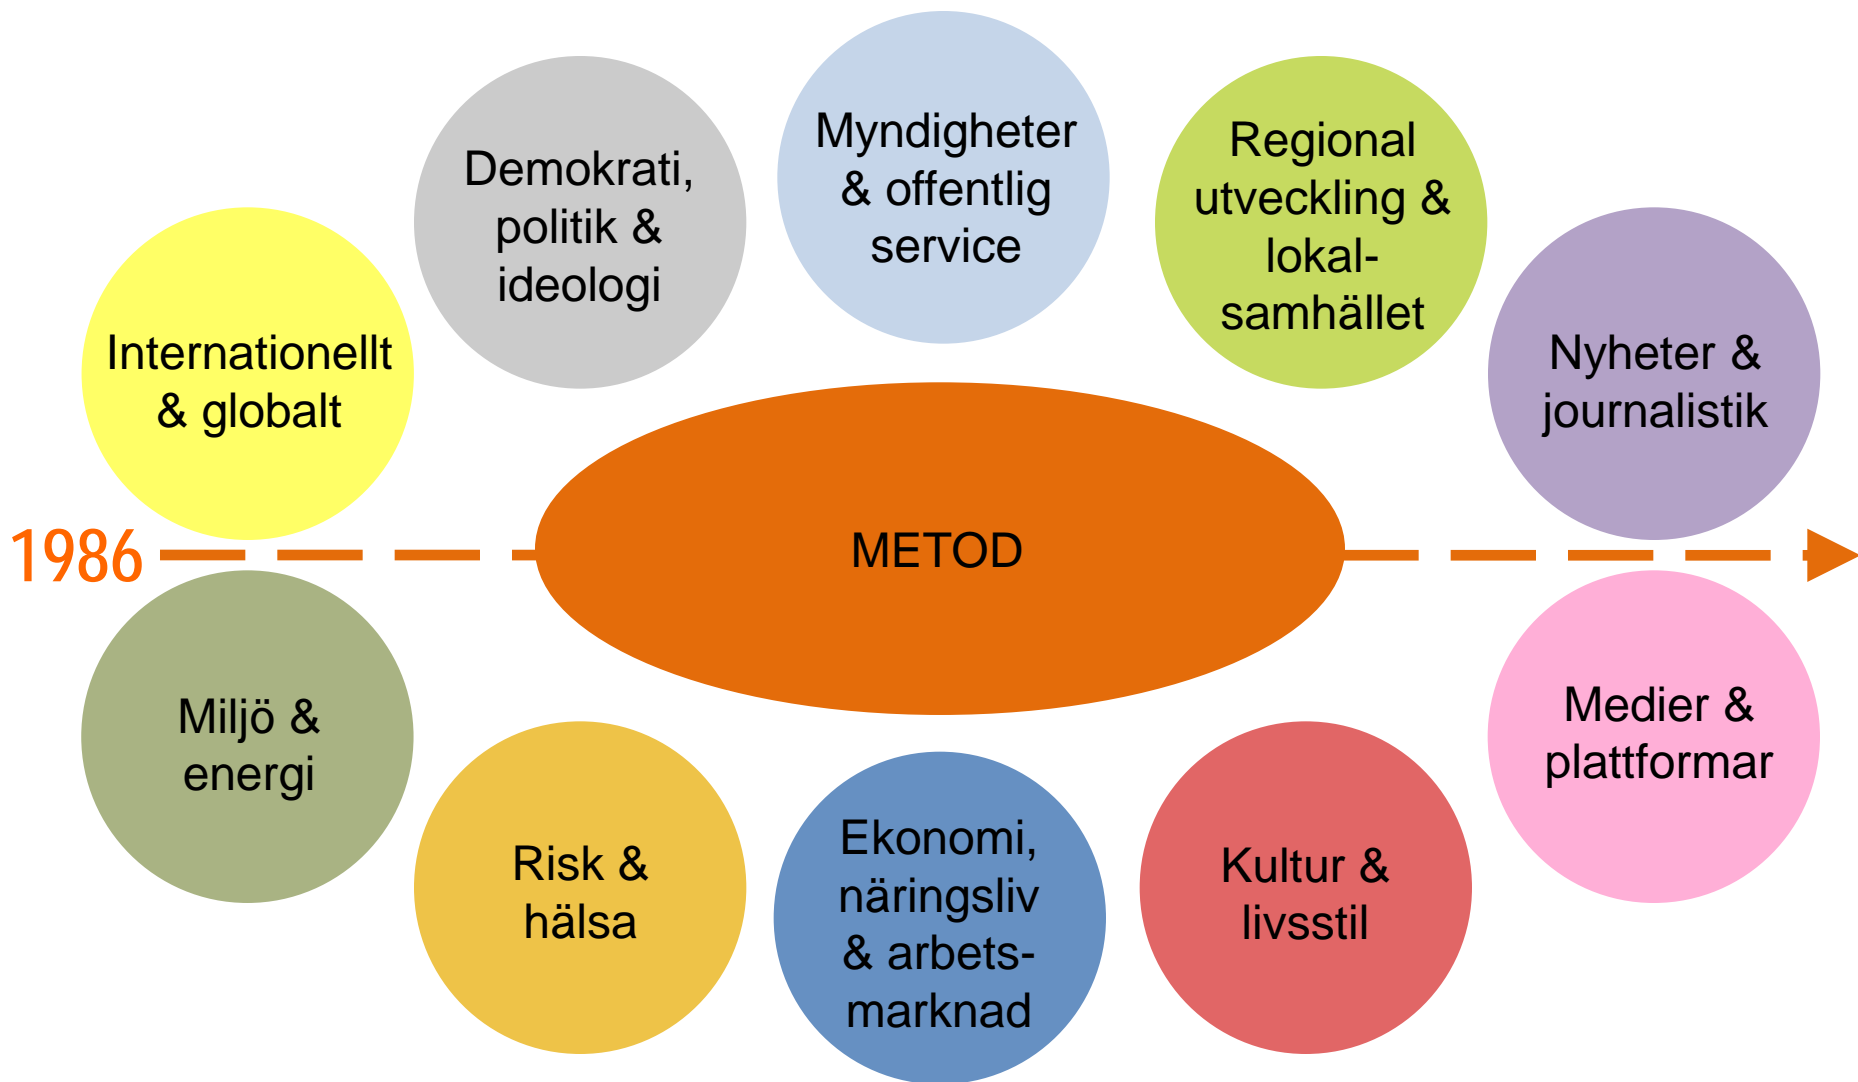 Internationellt
& globalt
Demokrati,
politik &
ideologi
Myndigheter
& offentlig
service
Regional
utveckling &
lokal-
samhället
Nyheter &
journalistik
1986
METOD
Miljö &
energi
Risk &
hälsa
Ekonomi,
näringsliv
& arbets-
marknad
Kultur &
livsstil
Medier &
plattformar